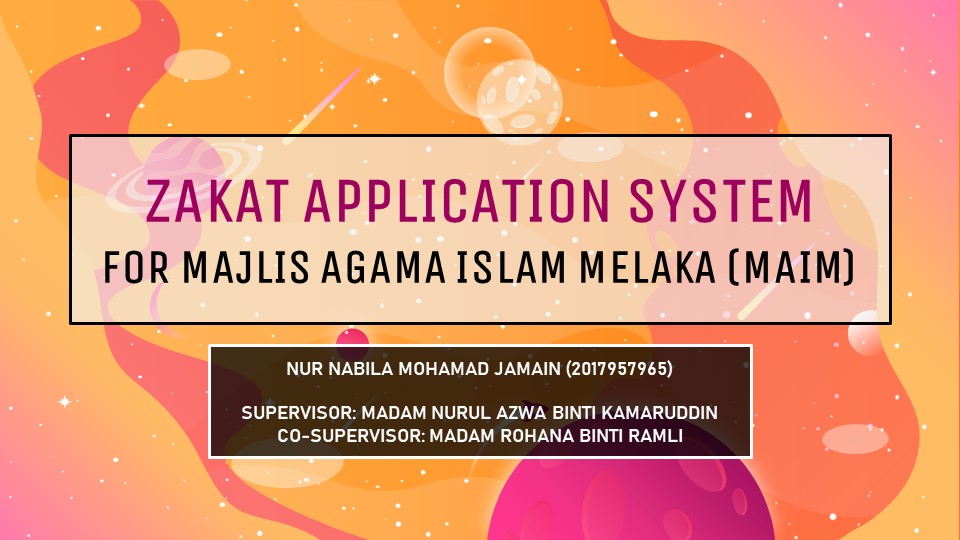 ZAKAT APPLICATION SYSTEM
FOR MAJLIS AGAMA ISLAM MELAKA (MAIM)
NUR NABILA MOHAMAD JAMAIN (2017957965)
SUPERVISOR: MADAM NURUL AZWA BINTI KAMARUDDIN
CO-SUPERVISOR: MADAM ROHANA BINTI RAMLI